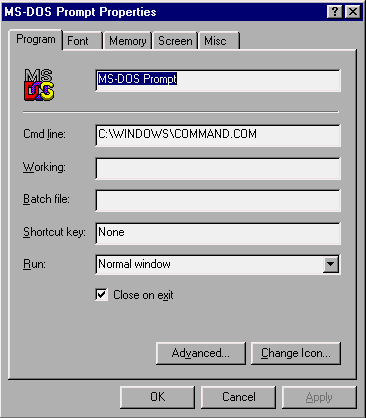 MS-DOS Prompt Properties
Program Font Memory Screen Misc
MS
DOS
MS-DOS Prompt
Cmd line: C:\WINDOWS\COMMAND.COM
Working:
Batch file:
Shortcut key: None
Run: Normal window
Close on exit
Advanced... Change Icon...
OK Cancel Apply